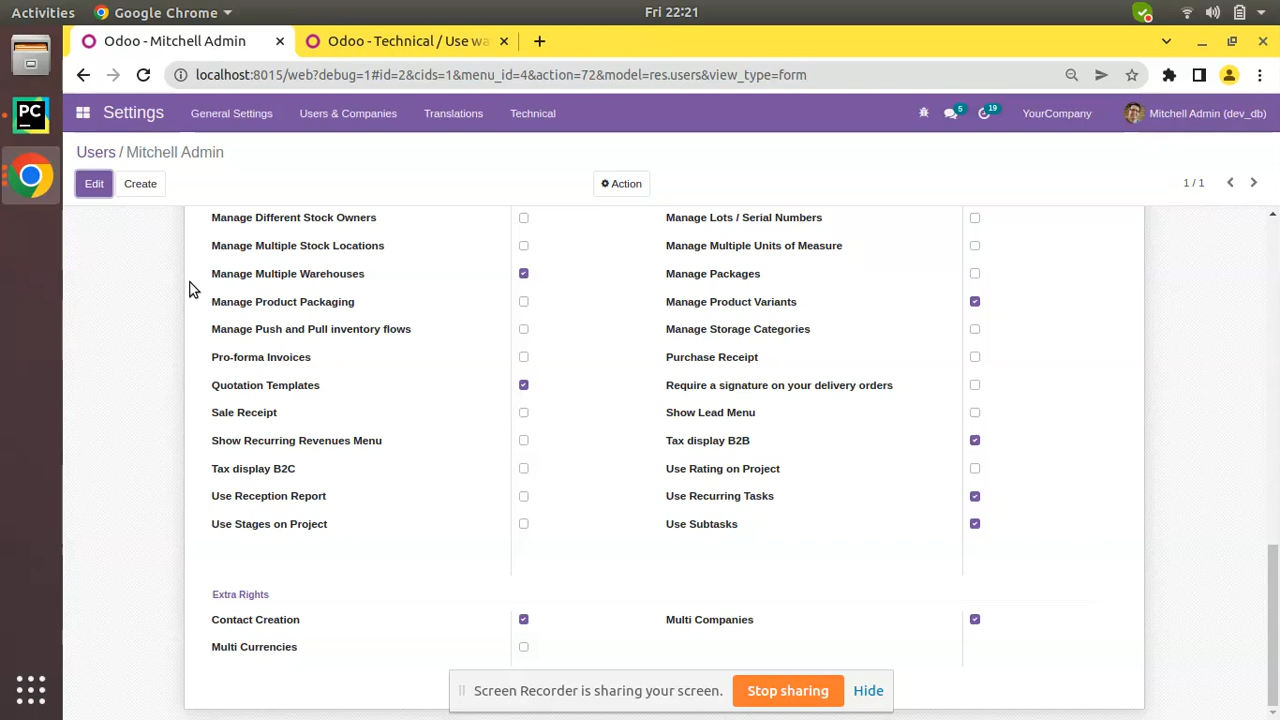 Activities Google Chrome Fri 22:21
Odoo - Mitchell Admin Odoo - Technical / Use wa
localhost:8015/web?debug=1#id=2&cids=1&menu_id=4&action=72&model=res.users&view_type=form
Settings General Settings Users & Companies Translations Technical 5 19 YourCompany Mitchell Admin (dev_db)
Users / Mitchell Admin
Edit Create Action 1 / 1
Manage Different Stock Owners Manage Lots / Serial Numbers
Manage Multiple Stock Locations Manage Multiple Units of Measure
Manage Multiple Warehouses Manage Packages
Manage Product Packaging Manage Product Variants
Manage Push and Pull inventory flows Manage Storage Categories
Pro-forma Invoices Purchase Receipt
Quotation Templates Require a signature on your delivery orders
Sale Receipt Show Lead Menu
Show Recurring Revenues Menu Tax display B2B
Tax display B2C Use Rating on Project
Use Reception Report Use Recurring Tasks
Use Stages on Project Use Subtasks
Extra Rights
Contact Creation Multi Companies
Multi Currencies
Screen Recorder is sharing your screen. Stop sharing Hide
PC